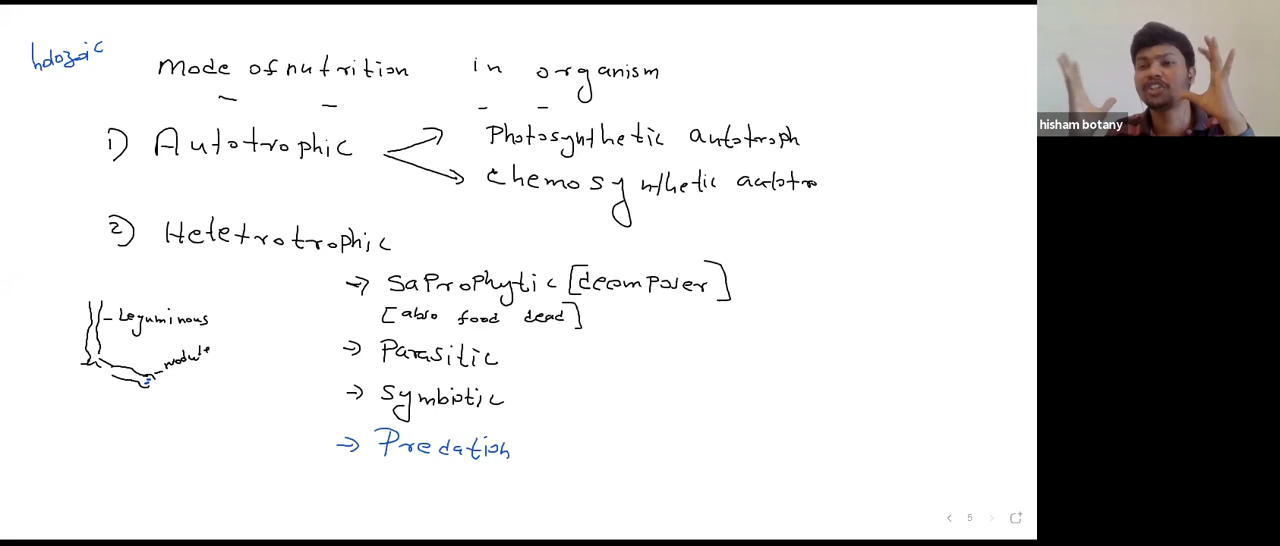 holozoic
mode of nutrition in organism
1) Autotrophic
Photosynthetic autotroph
chemosynthetic autotro
2) Heletrotrophic
→ Saprophytic [decomposer]
[abso food dead]
→ Parasitic
→ Symbiotic
→ Predation
Leguminous
nodule
hisham botany
5